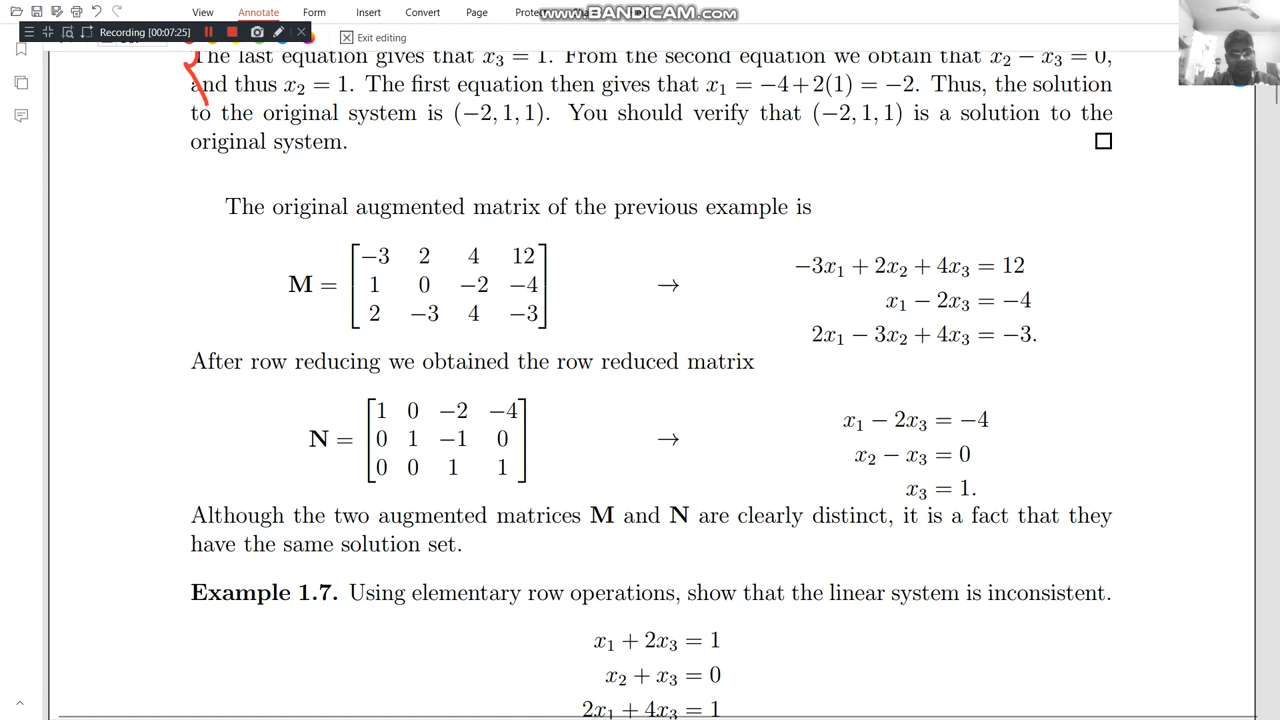 View Annotate Form Insert Convert Page
www.BANDICAM.com
Recording [00:07:25]
Exit editing
The last equation gives that x₃ = 1. From the second equation we obtain that x₂ − x₃ = 0,
and thus x₂ = 1. The first equation then gives that x₁ = −4+2(1) = −2. Thus, the solution
to the original system is (−2, 1, 1). You should verify that (−2, 1, 1) is a solution to the
original system. □
The original augmented matrix of the previous example is
M = [−3 2 4 12
1 0 −2 −4
2 −3 4 −3] →
−3x₁ + 2x₂ + 4x₃ = 12
x₁ − 2x₃ = −4
2x₁ − 3x₂ + 4x₃ = −3.
After row reducing we obtained the row reduced matrix
N = [1 0 −2 −4
0 1 −1 0
0 0 1 1] →
x₁ − 2x₃ = −4
x₂ − x₃ = 0
x₃ = 1.
Although the two augmented matrices M and N are clearly distinct, it is a fact that they
have the same solution set.
Example 1.7. Using elementary row operations, show that the linear system is inconsistent.
x₁ + 2x₃ = 1
x₂ + x₃ = 0
2x₁ + 4x₃ = 1